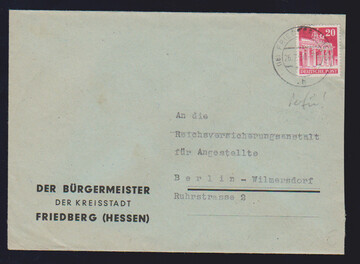 20
DEUTSCHE POST
An die
Reichsversicherungsanstalt
für Angestellte
Berlin - Wilmersdorf
Ruhrstrasse 2
DER BÜRGERMEISTER
DER KREISSTADT
FRIEDBERG (HESSEN)